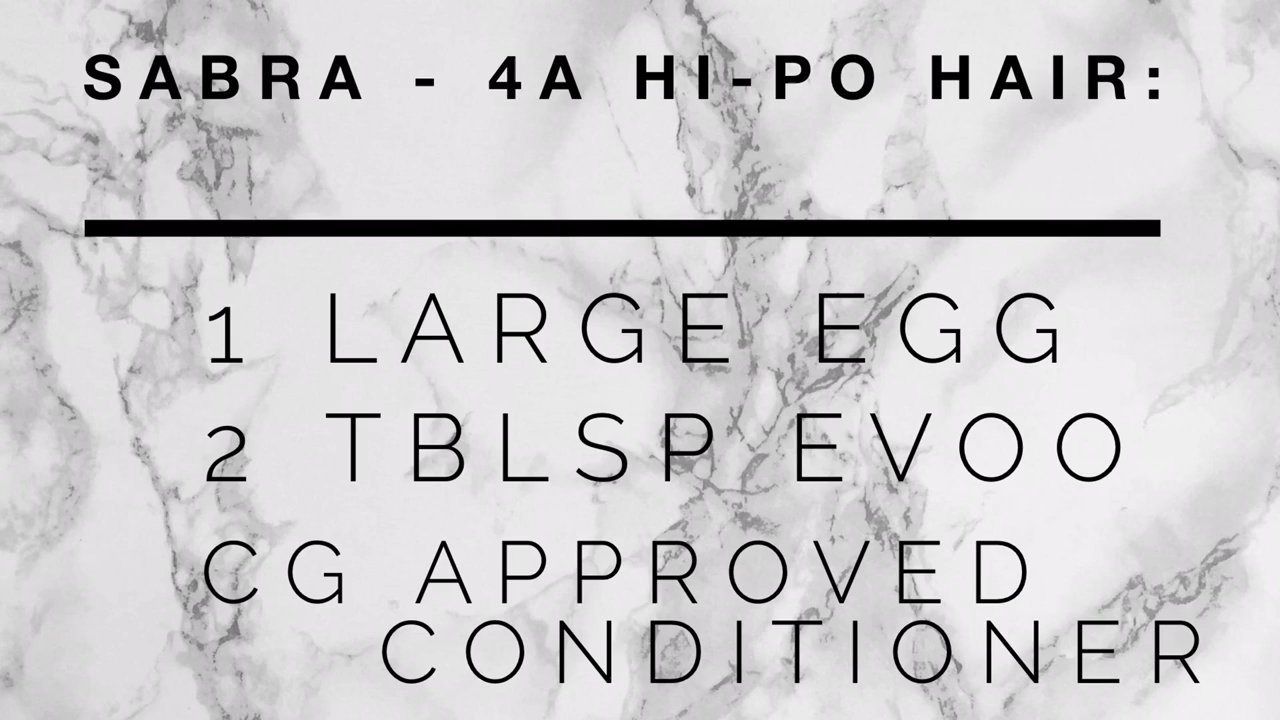 SABRA - 4A HI-PO HAIR:
1 LARGE EGG
2 TBLSP EVOO
CG APPROVED
CONDITIONER